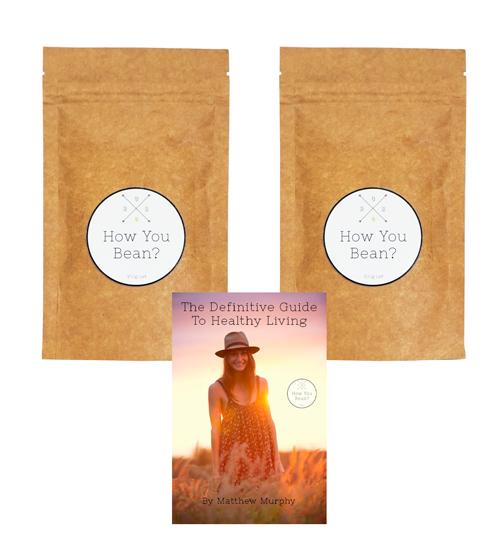 How You
Bean?
How You
Bean?
The Definitive Guide
To Healthy Living
How You
Bean?
By Matthew Murphy